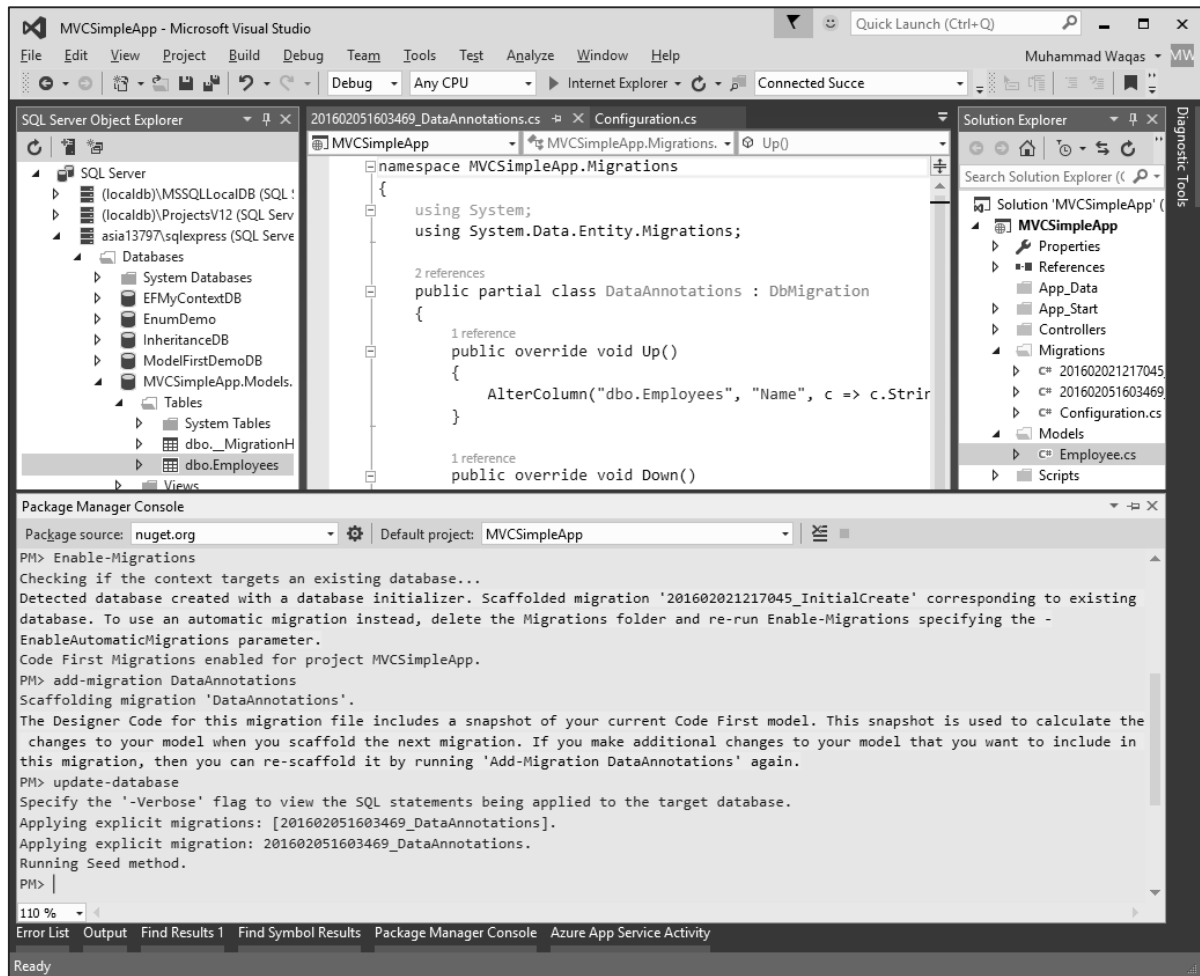 MVCSimpleApp - Microsoft Visual Studio
Quick Launch (Ctrl+Q)
File Edit View Project Build Debug Team Tools Test Analyze Window Help
Muhammad Waqas MW
Debug Any CPU Internet Explorer Connected Succe
SQL Server Object Explorer
SQL Server
(localdb)\MSSQLLocalDB (SQL S
(localdb)\ProjectsV12 (SQL Serv
asia13797\sqlexpress (SQL Serve
Databases
System Databases
EFMyContextDB
EnumDemo
InheritanceDB
ModelFirstDemoDB
MVCSimpleApp.Models.
Tables
System Tables
dbo.__MigrationH
dbo.Employees
Views
201602051603469_DataAnnotations.cs Configuration.cs
MVCSimpleApp MVCSimpleApp.Migrations. Up()
namespace MVCSimpleApp.Migrations
{
using System;
using System.Data.Entity.Migrations;
2 references
public partial class DataAnnotations : DbMigration
{
1 reference
public override void Up()
{
AlterColumn("dbo.Employees", "Name", c => c.Strin
}
1 reference
public override void Down()
Solution Explorer
Search Solution Explorer (C
Solution 'MVCSimpleApp' (
MVCSimpleApp
Properties
References
App_Data
App_Start
Controllers
Migrations
C# 201602021217045_
C# 201602051603469_
C# Configuration.cs
Models
C# Employee.cs
Scripts
Diagnostic Tools
Package Manager Console
Package source: nuget.org Default project: MVCSimpleApp
PM> Enable-Migrations
Checking if the context targets an existing database...
Detected database created with a database initializer. Scaffolded migration '201602021217045_InitialCreate' corresponding to existing
database. To use an automatic migration instead, delete the Migrations folder and re-run Enable-Migrations specifying the -
EnableAutomaticMigrations parameter.
Code First Migrations enabled for project MVCSimpleApp.
PM> add-migration DataAnnotations
Scaffolding migration 'DataAnnotations'.
The Designer Code for this migration file includes a snapshot of your current Code First model. This snapshot is used to calculate the
changes to your model when you scaffold the next migration. If you make additional changes to your model that you want to include in
this migration, then you can re-scaffold it by running 'Add-Migration DataAnnotations' again.
PM> update-database
Specify the '-Verbose' flag to view the SQL statements being applied to the target database.
Applying explicit migrations: [201602051603469_DataAnnotations].
Applying explicit migration: 201602051603469_DataAnnotations.
Running Seed method.
PM>
110 %
Error List Output Find Results 1 Find Symbol Results Package Manager Console Azure App Service Activity
Ready